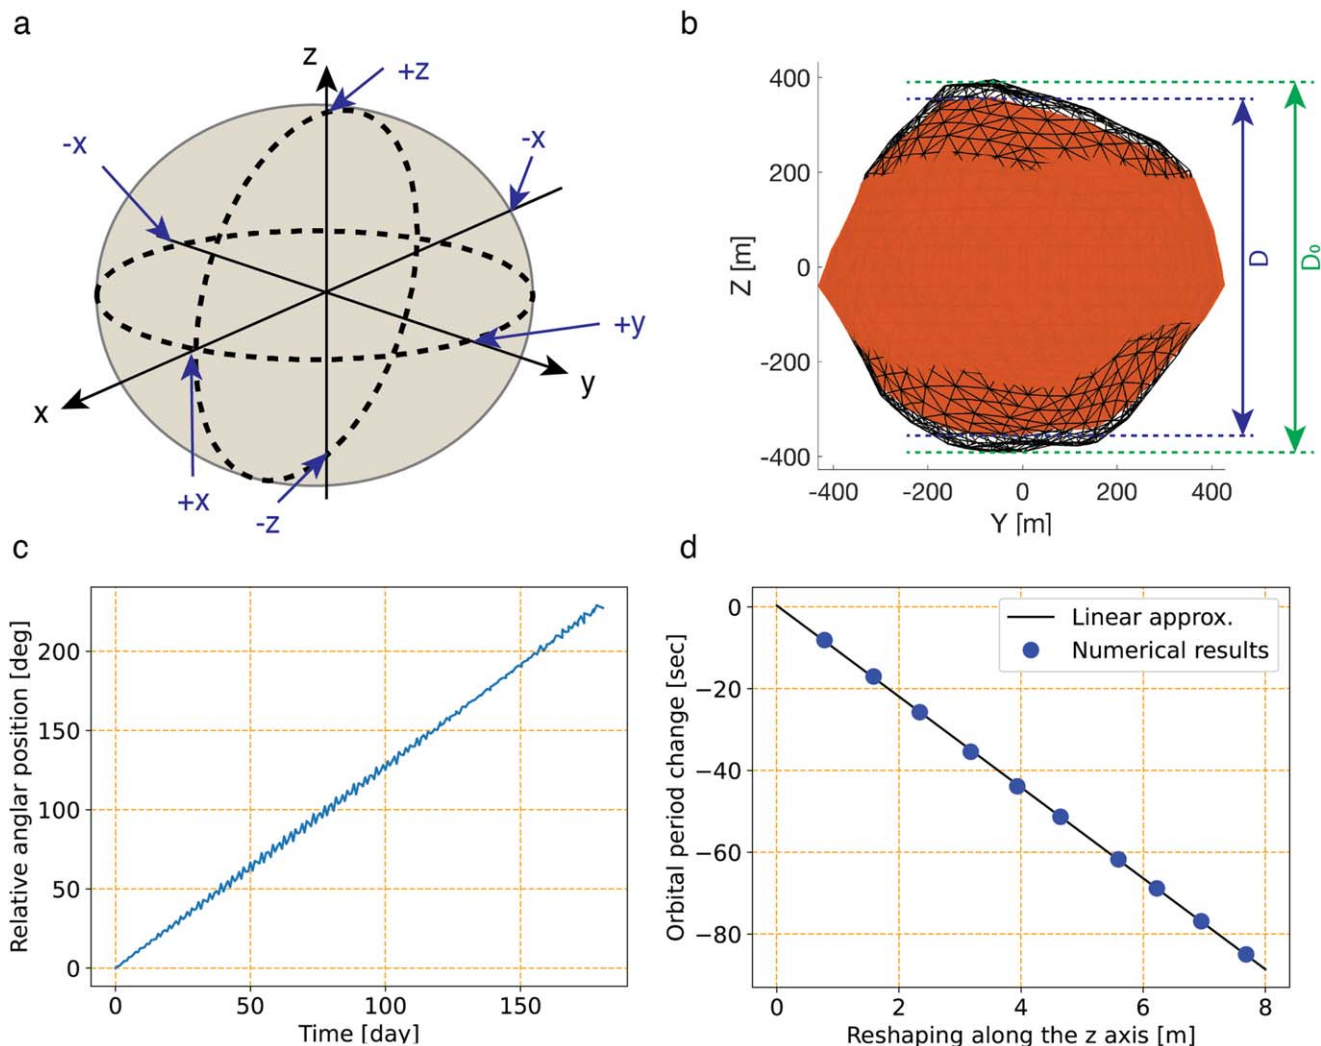 a
z
+z
-x
-x
+y
x
y
+x
-z
b
400
200
0
-200
-400
Z [m]
-400
-200
0
200
400
Y [m]
D
D₀
c
200
150
100
50
0
Relative anglar position [deg]
0
50
100
150
Time [day]
d
0
−20
−40
−60
−80
Orbital period change [sec]
Linear approx.
Numerical results
0
2
4
6
8
Reshaping along the z axis [m]